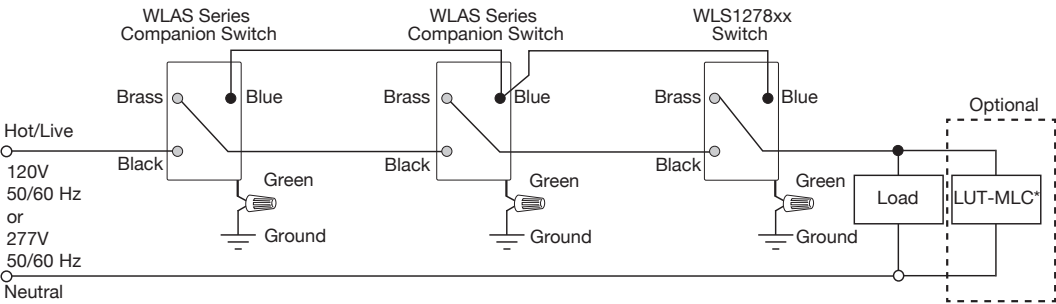 WLAS Series
Companion Switch
WLAS Series
Companion Switch
WLS1278xx
Switch
Brass
Blue
Brass
Blue
Brass
Blue
Optional
Hot/Live
Black
Black
Black
120V
50/60 Hz
or
277V
50/60 Hz
Green
Green
Green
Load
LUT-MLC*
Ground
Ground
Ground
Neutral